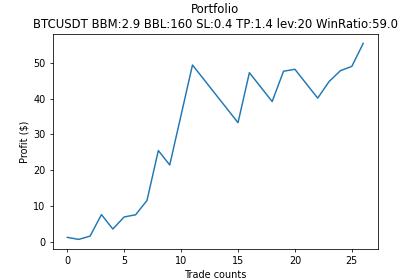 Portfolio
BTCUSDT BBM:2.9 BBL:160 SL:0.4 TP:1.4 lev:20 WinRatio:59.0
Profit ($)
50
40
30
20
10
0
0 5 10 15 20 25
Trade counts